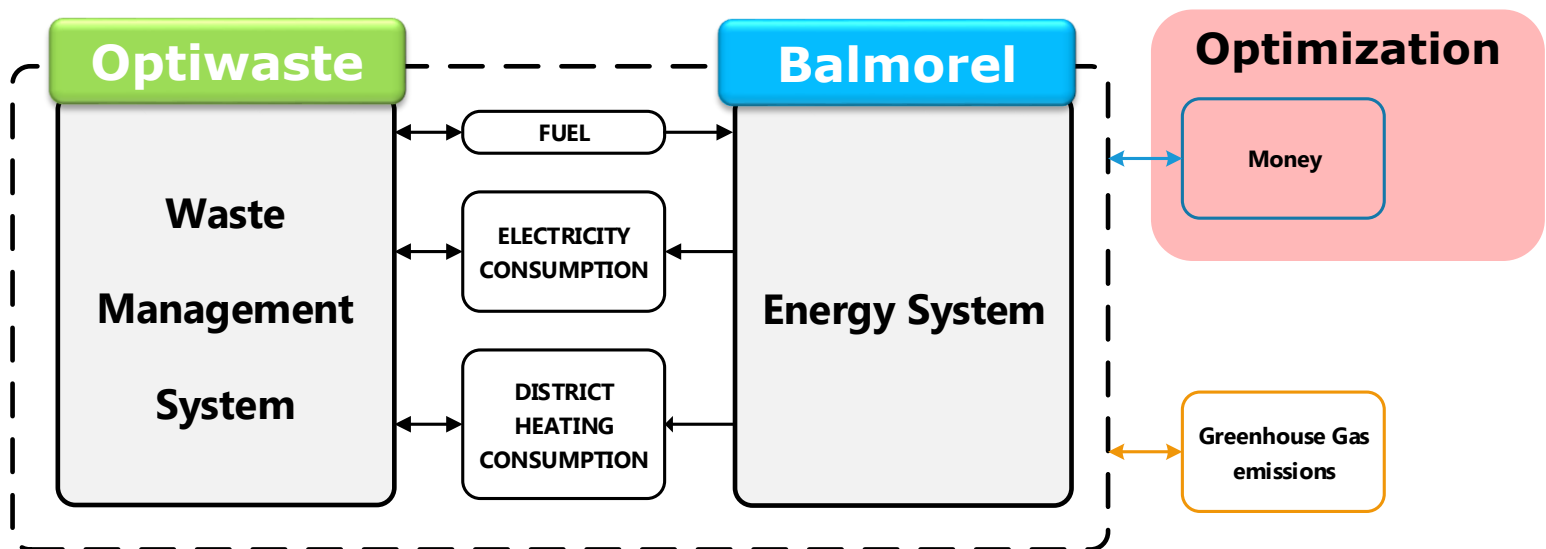 Optiwaste
Balmorel
Optimization
Waste
Management
System
FUEL
ELECTRICITY
CONSUMPTION
DISTRICT
HEATING
CONSUMPTION
Energy System
Money
Greenhouse Gas
emissions